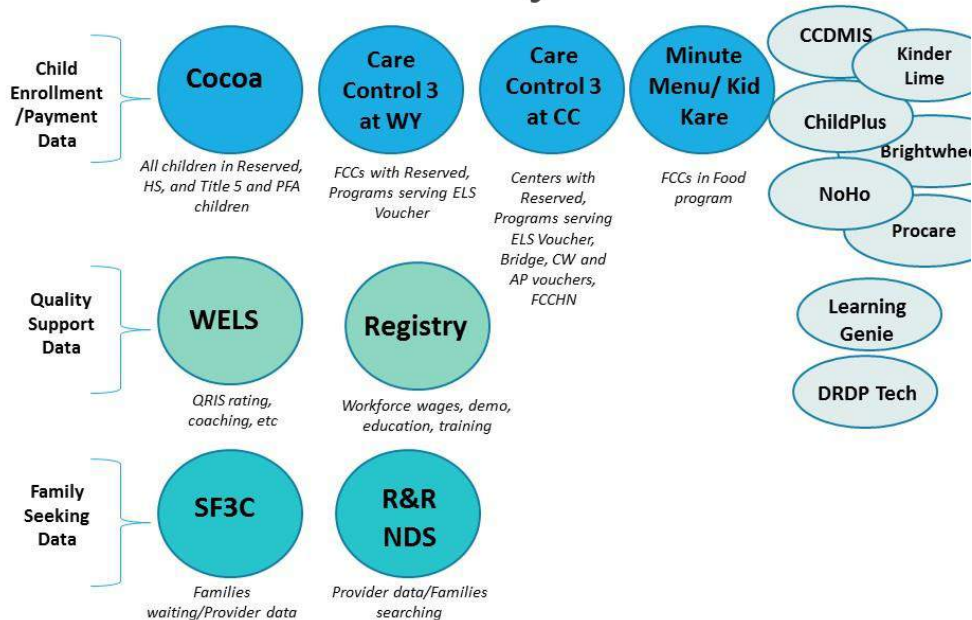 Child
Enrollment
/Payment
Data
Cocoa
All children in Reserved,
HS, and Title 5 and PFA
children
Care
Control 3
at WY
FCCs with Reserved,
Programs serving ELS
Voucher
Care
Control 3
at CC
Centers with
Reserved,
Programs serving
ELS Voucher,
Bridge, CW and
AP vouchers,
FCCHN
Minute
Menu/ Kid
Kare
FCCs in Food
program
CCDMIS
Kinder
Lime
ChildPlus
Brightwheel
NoHo
Procare
Learning
Genie
DRDP Tech
Quality
Support
Data
WELS
QRIS rating,
coaching, etc
Registry
Workforce wages, demo,
education, training
Family
Seeking
Data
SF3C
Families
waiting/Provider data
R&R
NDS
Provider data/Families
searching